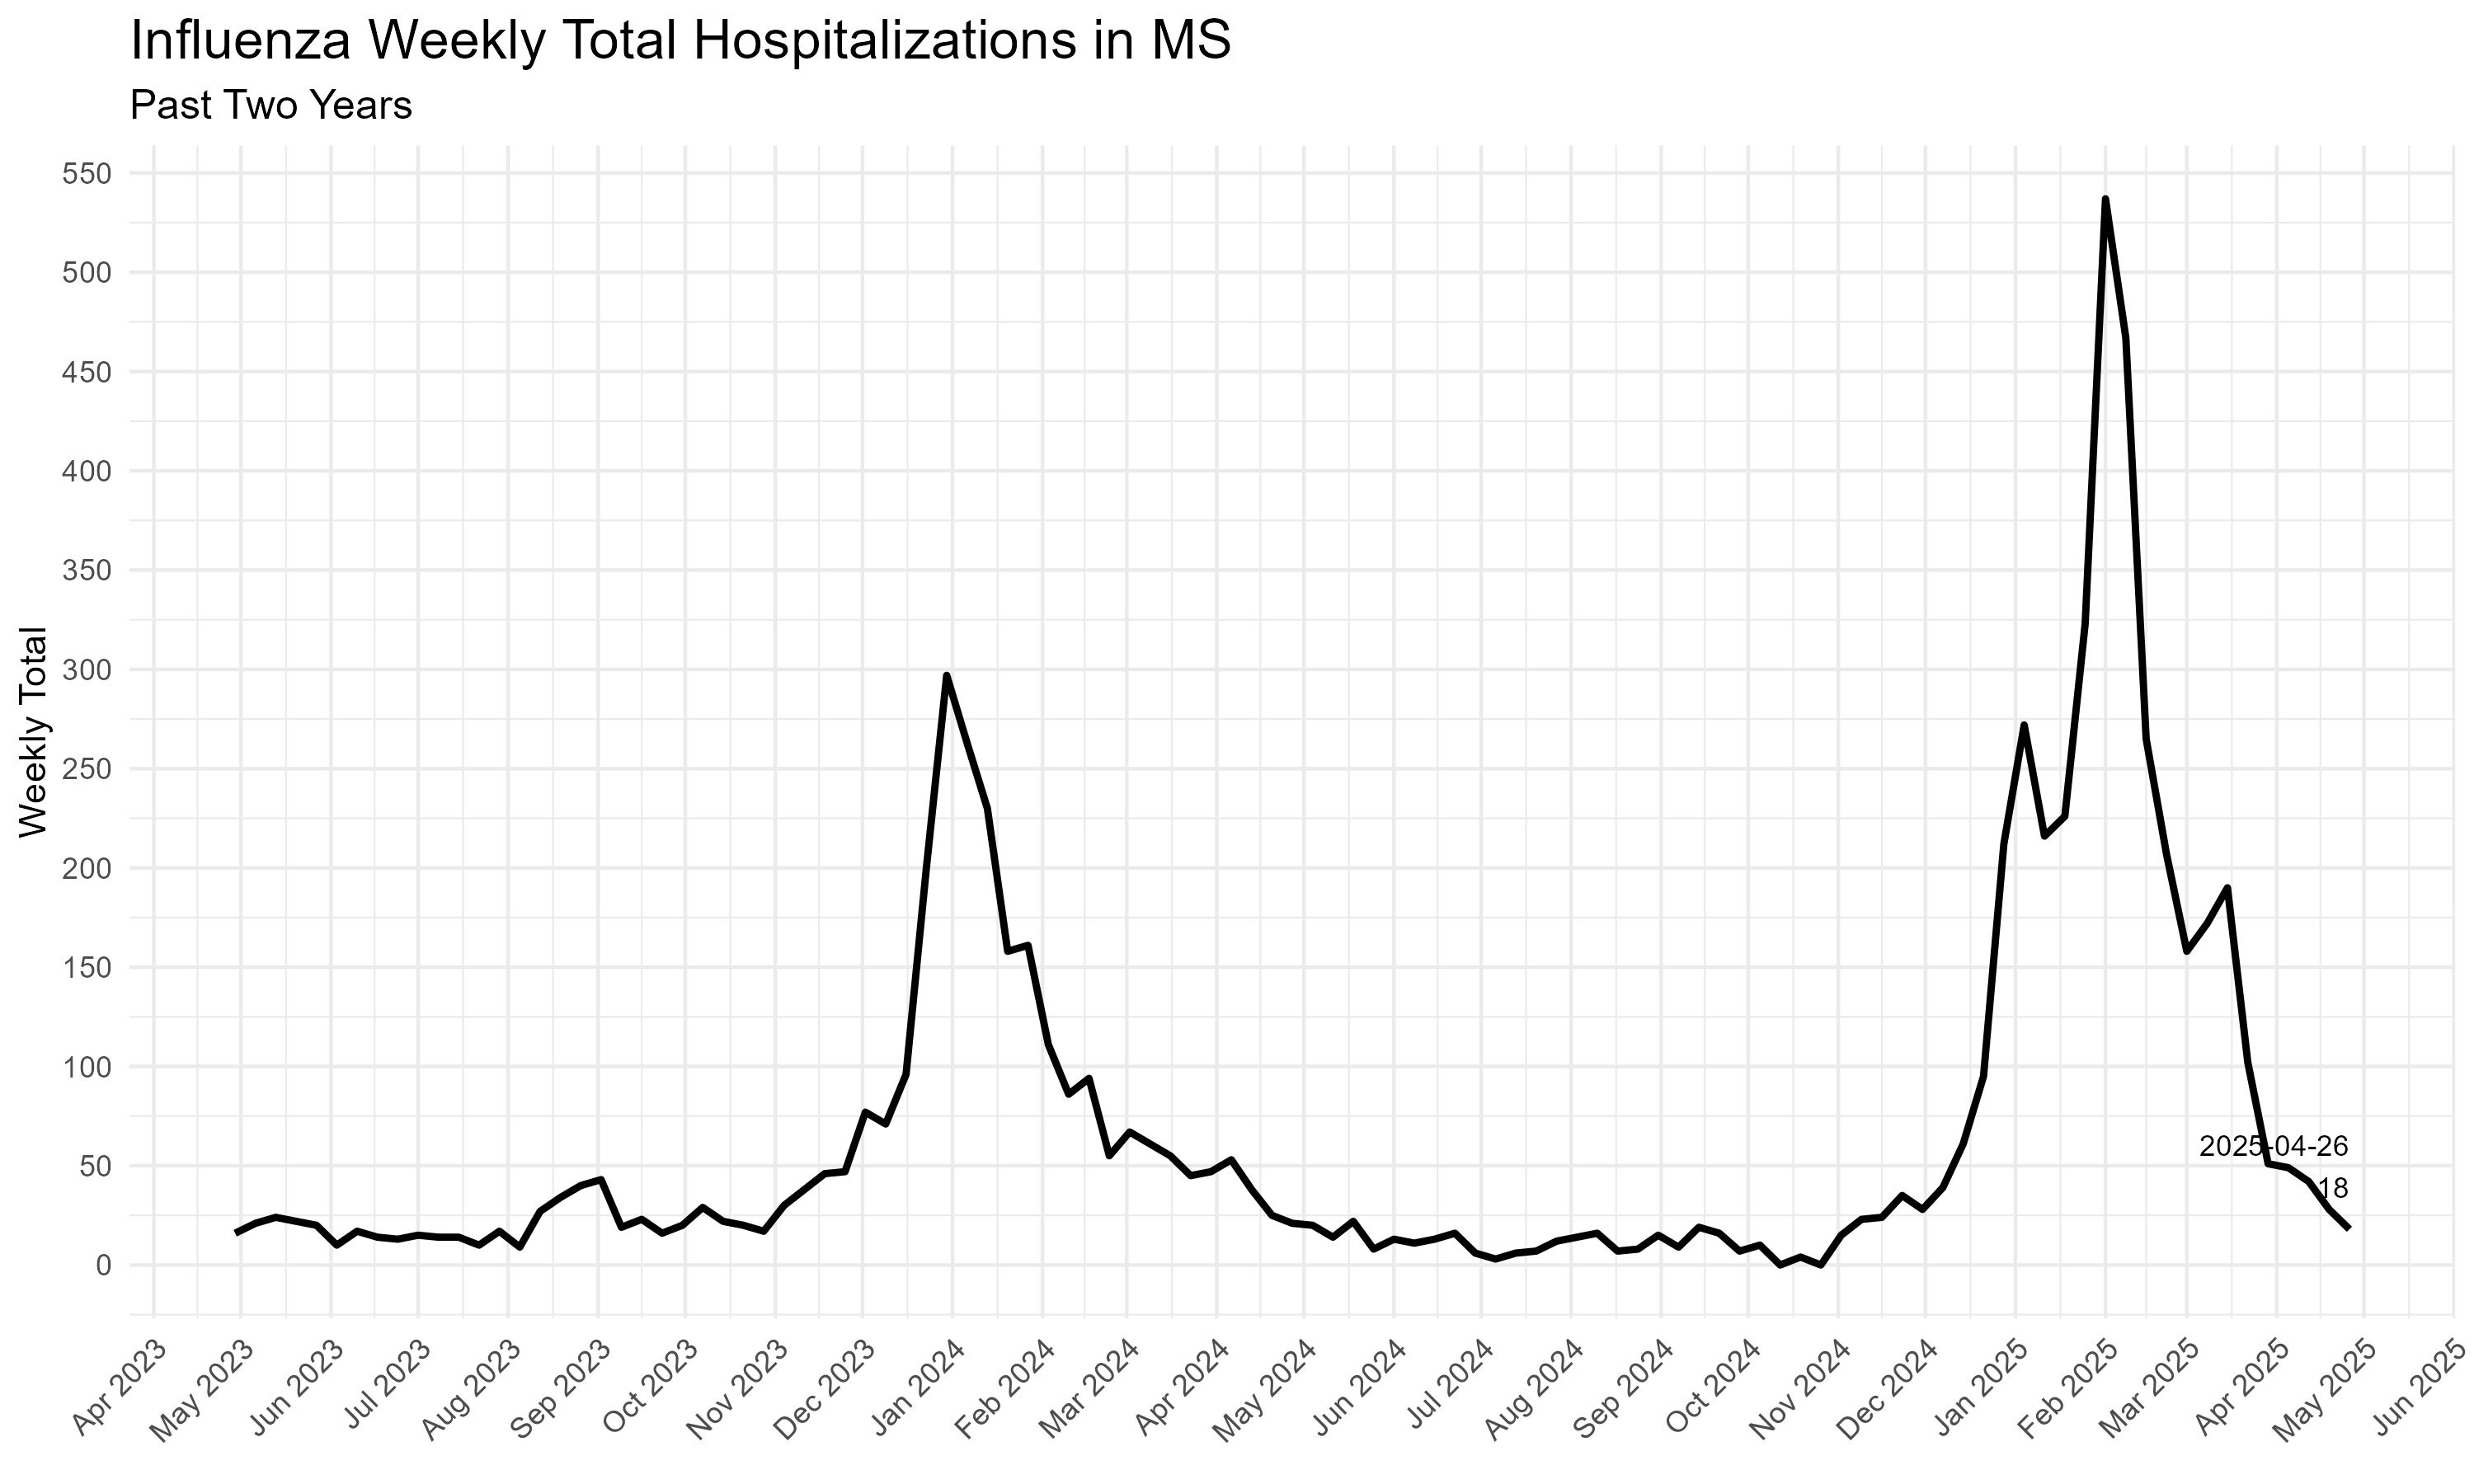 Influenza Weekly Total Hospitalizations in MS
Past Two Years
Weekly Total
550
500
450
400
350
300
250
200
150
100
50
0
2025-04-26
18
Apr 2023
May 2023
Jun 2023
Jul 2023
Aug 2023
Sep 2023
Oct 2023
Nov 2023
Dec 2023
Jan 2024
Feb 2024
Mar 2024
Apr 2024
May 2024
Jun 2024
Jul 2024
Aug 2024
Sep 2024
Oct 2024
Nov 2024
Dec 2024
Jan 2025
Feb 2025
Mar 2025
Apr 2025
May 2025
Jun 2025